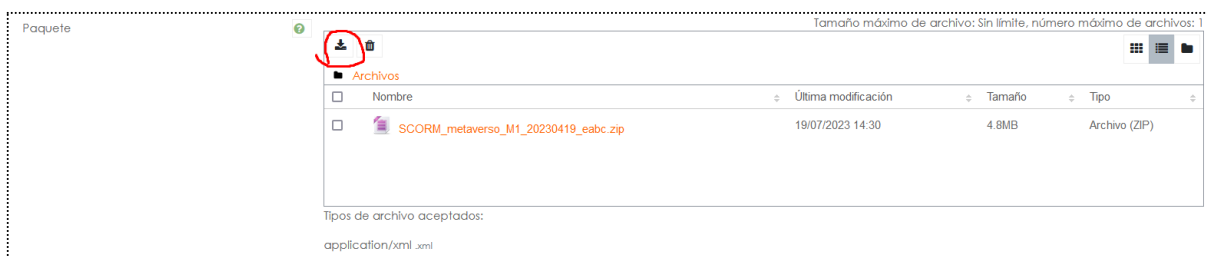 Paquete
Tamaño máximo de archivo: Sin límite, número máximo de archivos: 1
Archivos
Nombre Última modificación Tamaño Tipo
SCORM_metaverso_M1_20230419_eabc.zip 19/07/2023 14:30 4.8MB Archivo (ZIP)
Tipos de archivo aceptados:
application/xml .xml